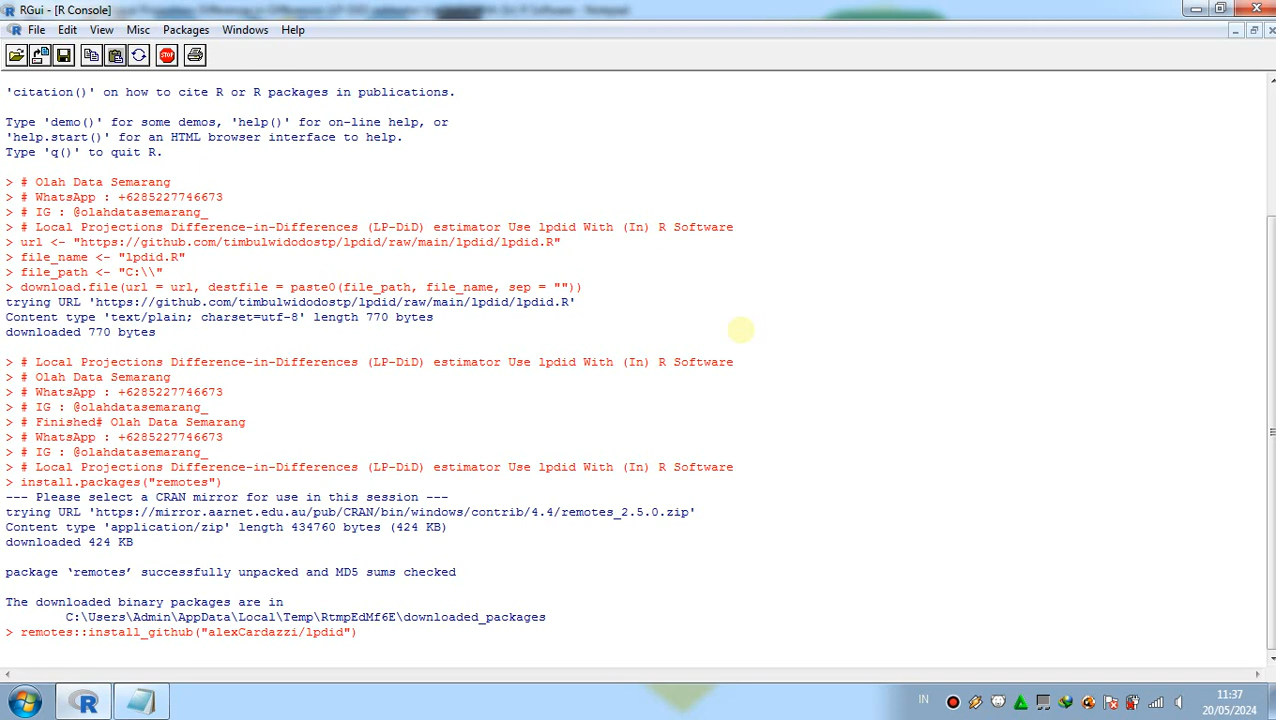 RGui - [R Console]
File Edit View Misc Packages Windows Help
STOP
'citation()' on how to cite R or R packages in publications.
Type 'demo()' for some demos, 'help()' for on-line help, or
'help.start()' for an HTML browser interface to help.
Type 'q()' to quit R.
> # Olah Data Semarang
> # WhatsApp : +6285227746673
> # IG : @olahdatasemarang_
> # Local Projections Difference-in-Differences (LP-DiD) estimator Use lpdid With (In) R Software
> url <- "https://github.com/timbulwidodostp/lpdid/raw/main/lpdid/lpdid.R"
> file_name <- "lpdid.R"
> file_path <- "C:\\"
> download.file(url = url, destfile = paste0(file_path, file_name, sep = ""))
trying URL 'https://github.com/timbulwidodostp/lpdid/raw/main/lpdid/lpdid.R'
Content type 'text/plain; charset=utf-8' length 770 bytes
downloaded 770 bytes
> # Local Projections Difference-in-Differences (LP-DiD) estimator Use lpdid With (In) R Software
> # Olah Data Semarang
> # WhatsApp : +6285227746673
> # IG : @olahdatasemarang_
> # Finished# Olah Data Semarang
> # WhatsApp : +6285227746673
> # IG : @olahdatasemarang_
> # Local Projections Difference-in-Differences (LP-DiD) estimator Use lpdid With (In) R Software
> install.packages("remotes")
--- Please select a CRAN mirror for use in this session ---
trying URL 'https://mirror.aarnet.edu.au/pub/CRAN/bin/windows/contrib/4.4/remotes_2.5.0.zip'
Content type 'application/zip' length 434760 bytes (424 KB)
downloaded 424 KB
package ‘remotes’ successfully unpacked and MD5 sums checked
The downloaded binary packages are in
C:\Users\Admin\AppData\Local\Temp\RtmpEdMf6E\downloaded_packages
> remotes::install_github("alexCardazzi/lpdid")
IN
11:37
20/05/2024